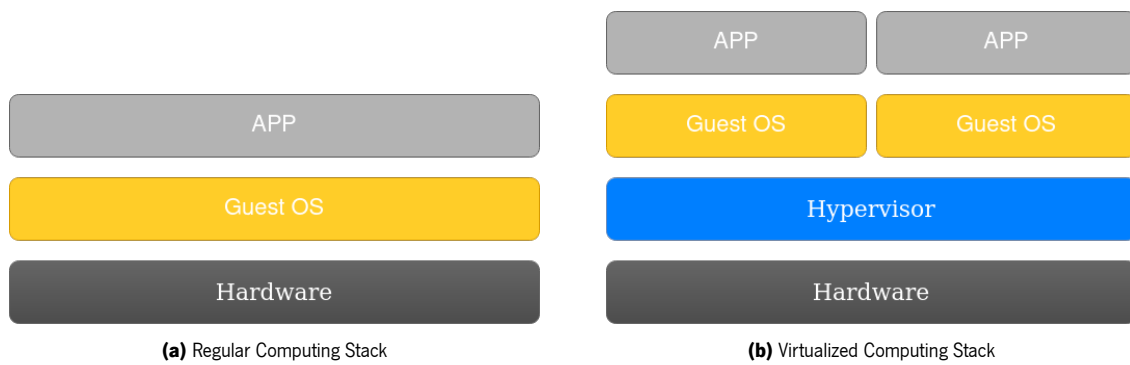 APP
Guest OS
Hardware
(a) Regular Computing Stack
APP APP
Guest OS Guest OS
Hypervisor
Hardware
(b) Virtualized Computing Stack